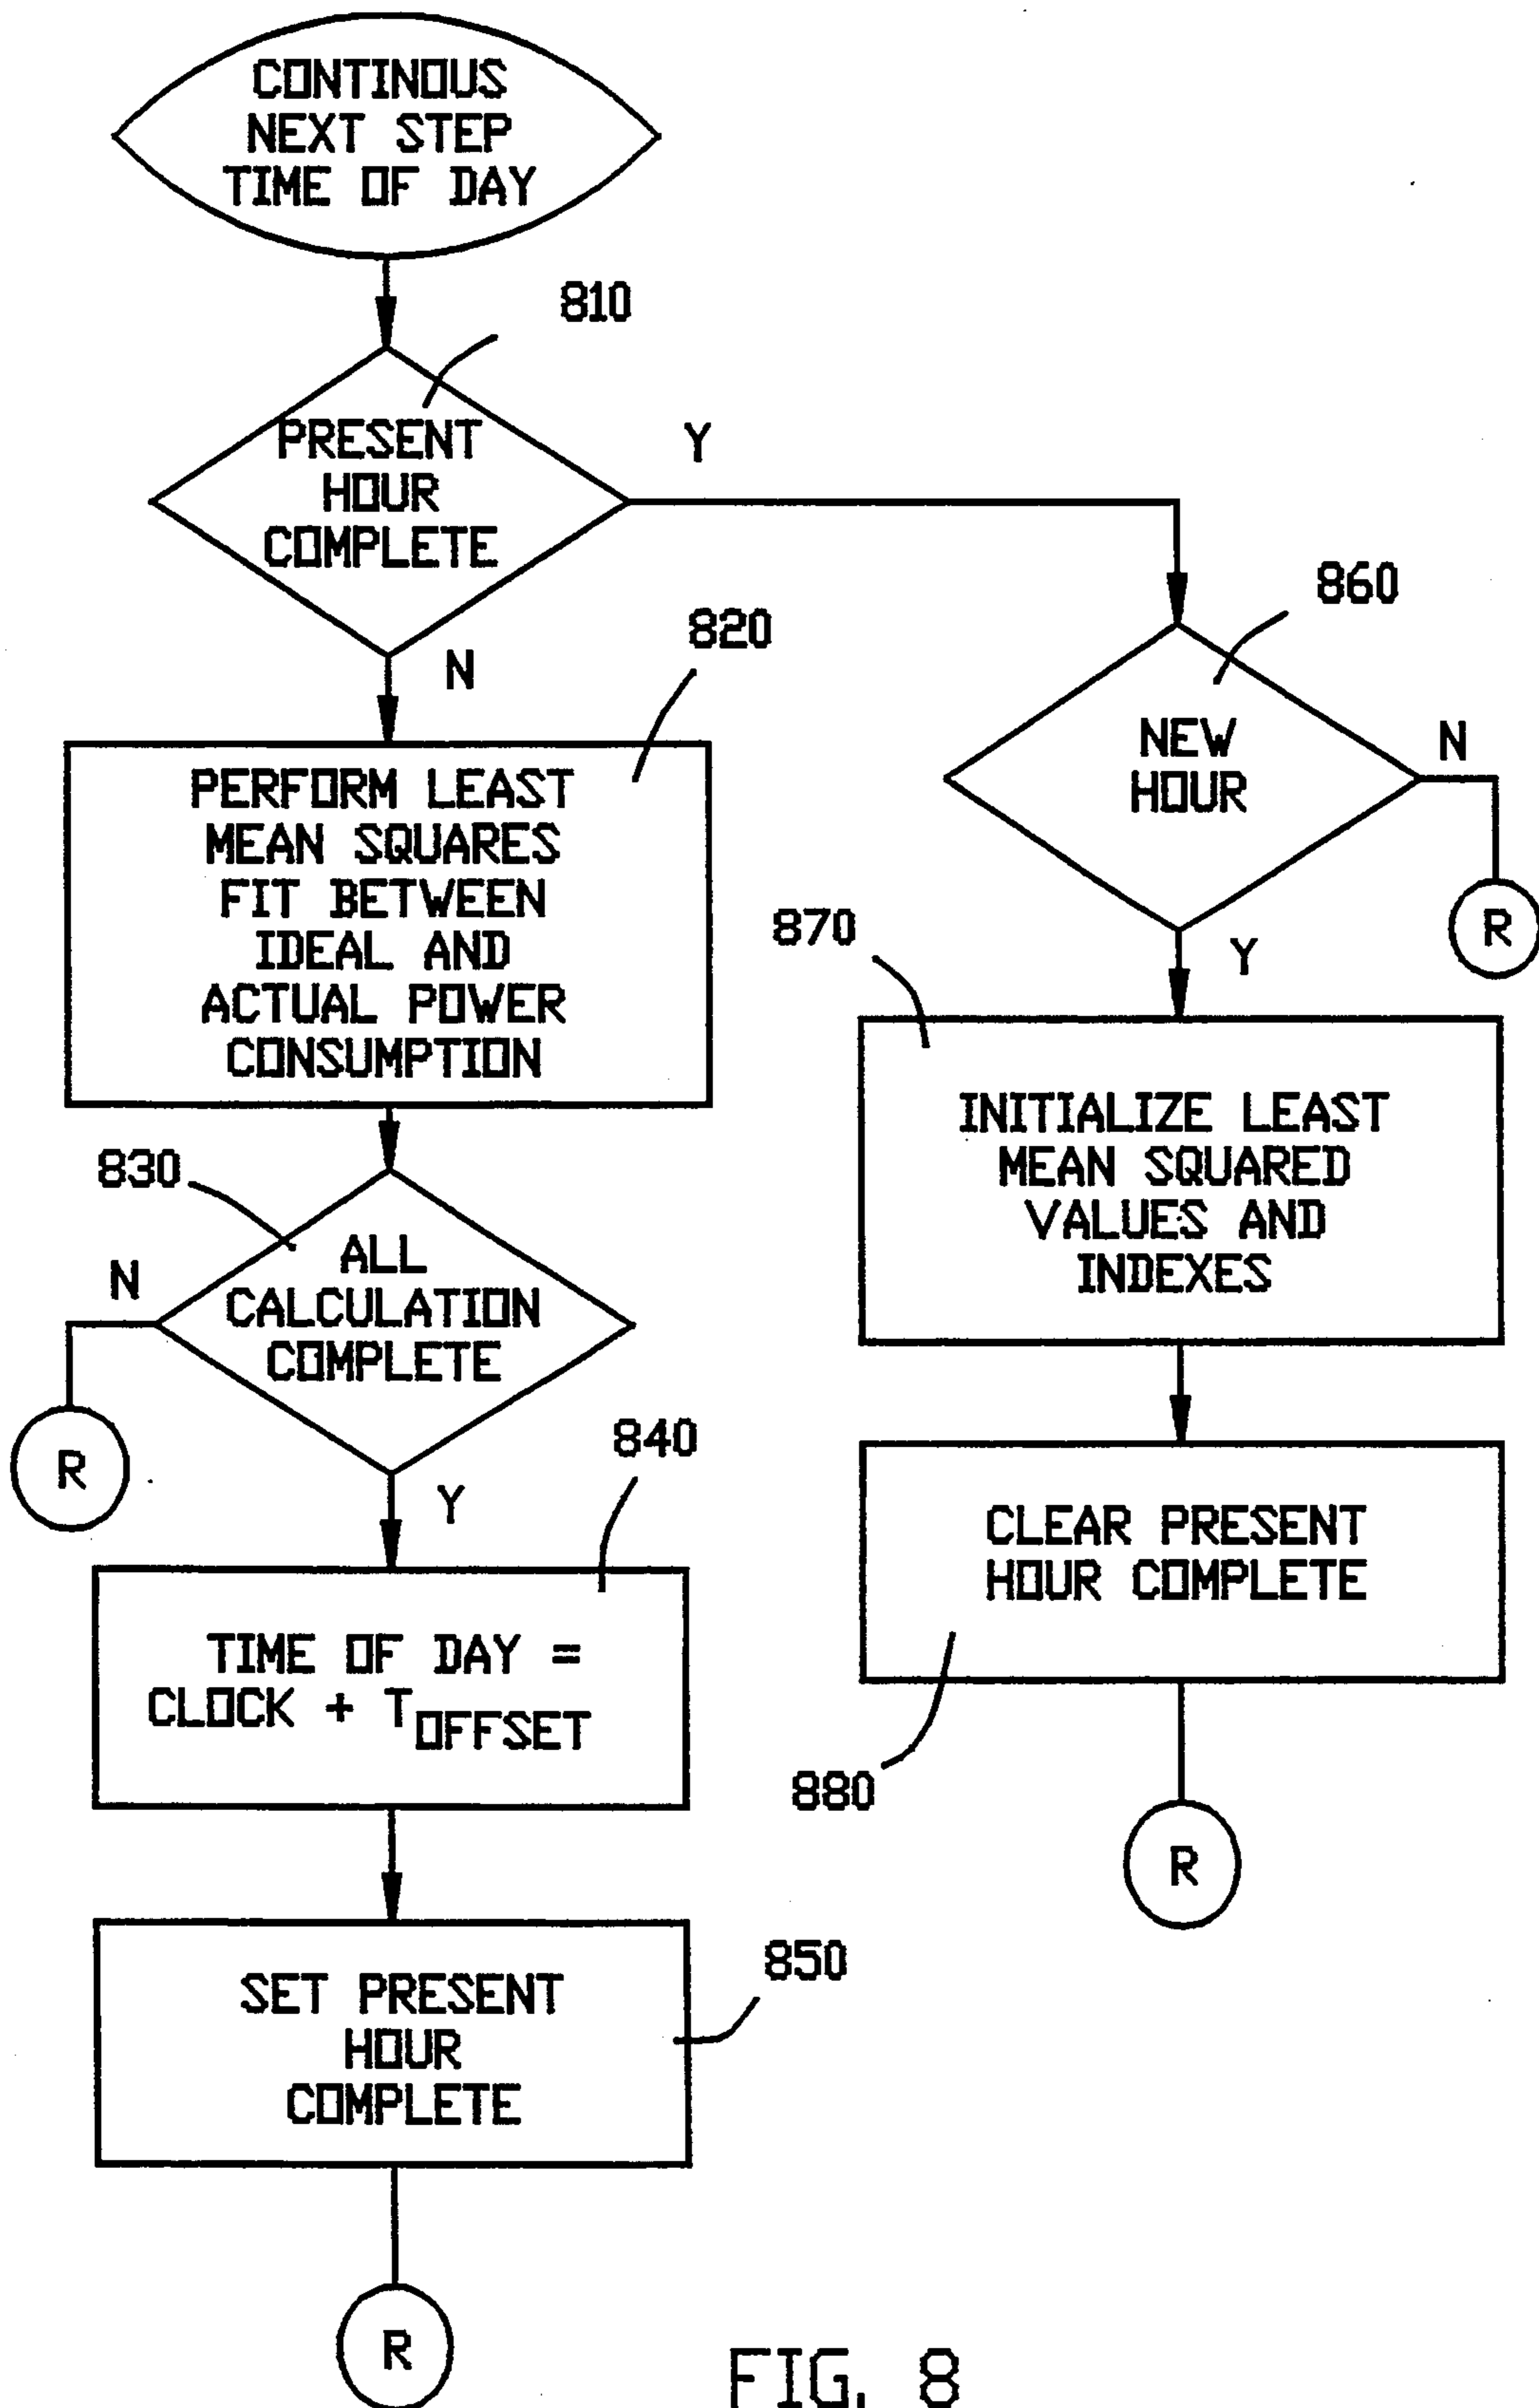 CONTINOUS
NEXT STEP
TIME OF DAY
810
PRESENT
HOUR
COMPLETE
Y
N
820
PERFORM LEAST
MEAN SQUARES
FIT BETWEEN
IDEAL AND
ACTUAL POWER
CONSUMPTION
830
ALL
CALCULATION
COMPLETE
N
R
Y
840
TIME OF DAY =
CLOCK + TOFFSET
850
SET PRESENT
HOUR
COMPLETE
R
860
NEW
HOUR
N
R
Y
870
INITIALIZE LEAST
MEAN SQUARED
VALUES AND
INDEXES
CLEAR PRESENT
HOUR COMPLETE
880
R
FIG. 8